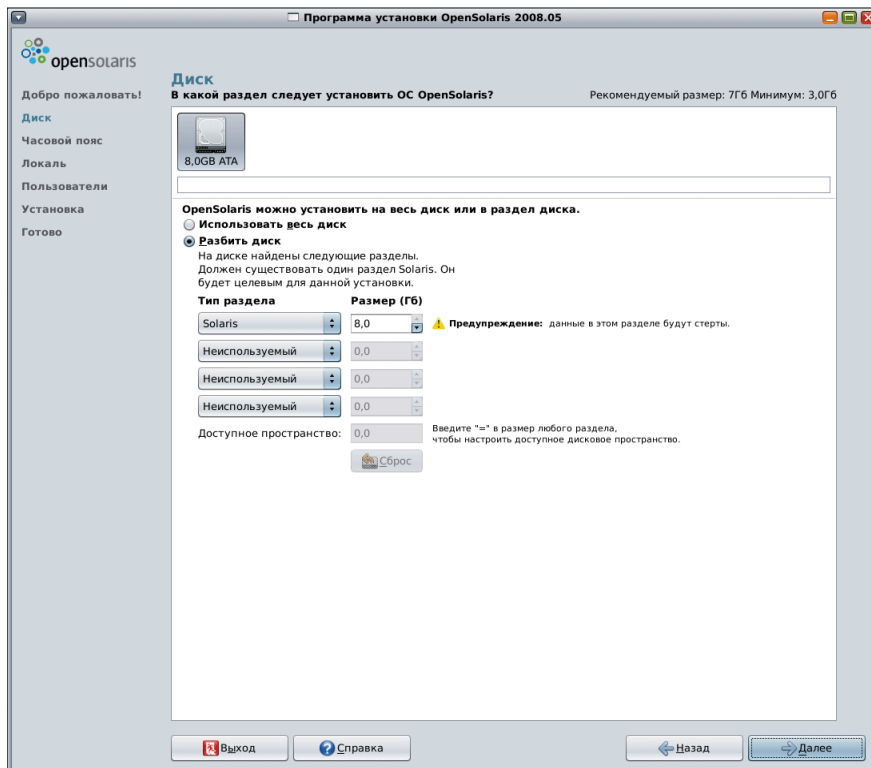 Программа установки OpenSolaris 2008.05
opensolaris
Добро пожаловать!
Диск
Часовой пояс
Локаль
Пользователи
Установка
Готово
Диск
В какой раздел следует установить ОС OpenSolaris?
Рекомендуемый размер: 7Гб Минимум: 3,0Гб
8,0GB ATA
OpenSolaris можно установить на весь диск или в раздел диска.
Использовать весь диск
Разбить диск
На диске найдены следующие разделы.
Должен существовать один раздел Solaris. Он
будет целевым для данной установки.
Тип раздела Размер (Гб)
Solaris 8,0 Предупреждение: данные в этом разделе будут стерты.
Неиспользуемый 0,0
Неиспользуемый 0,0
Неиспользуемый 0,0
Доступное пространство: 0,0
Введите "=" в размер любого раздела,
чтобы настроить доступное дисковое пространство.
Сброс
Выход Справка Назад Далее